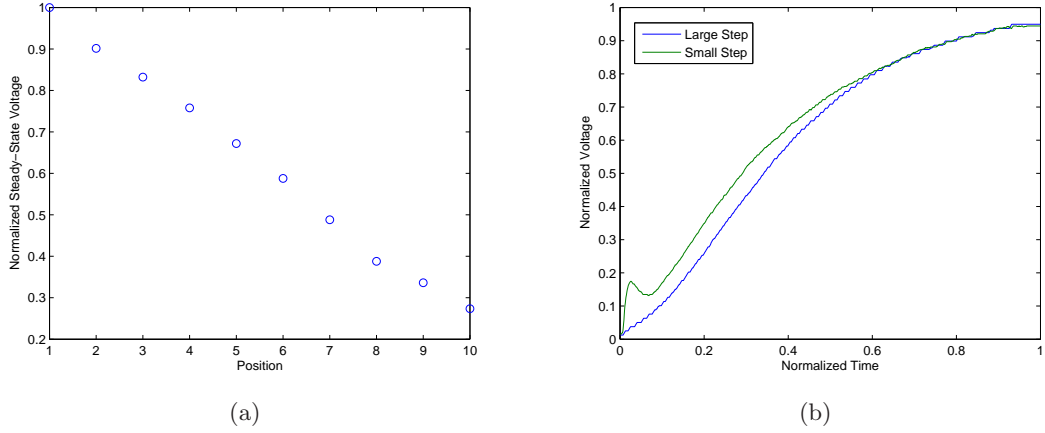 1
0.9
0.8
0.7
0.6
0.5
0.4
0.3
0.2
Normalized Steady-State Voltage
1 2 3 4 5 6 7 8 9 10
Position
(a)
1
0.9
0.8
0.7
0.6
0.5
0.4
0.3
0.2
0.1
0
Normalized Voltage
Large Step
Small Step
0 0.2 0.4 0.6 0.8 1
Normalized Time
(b)